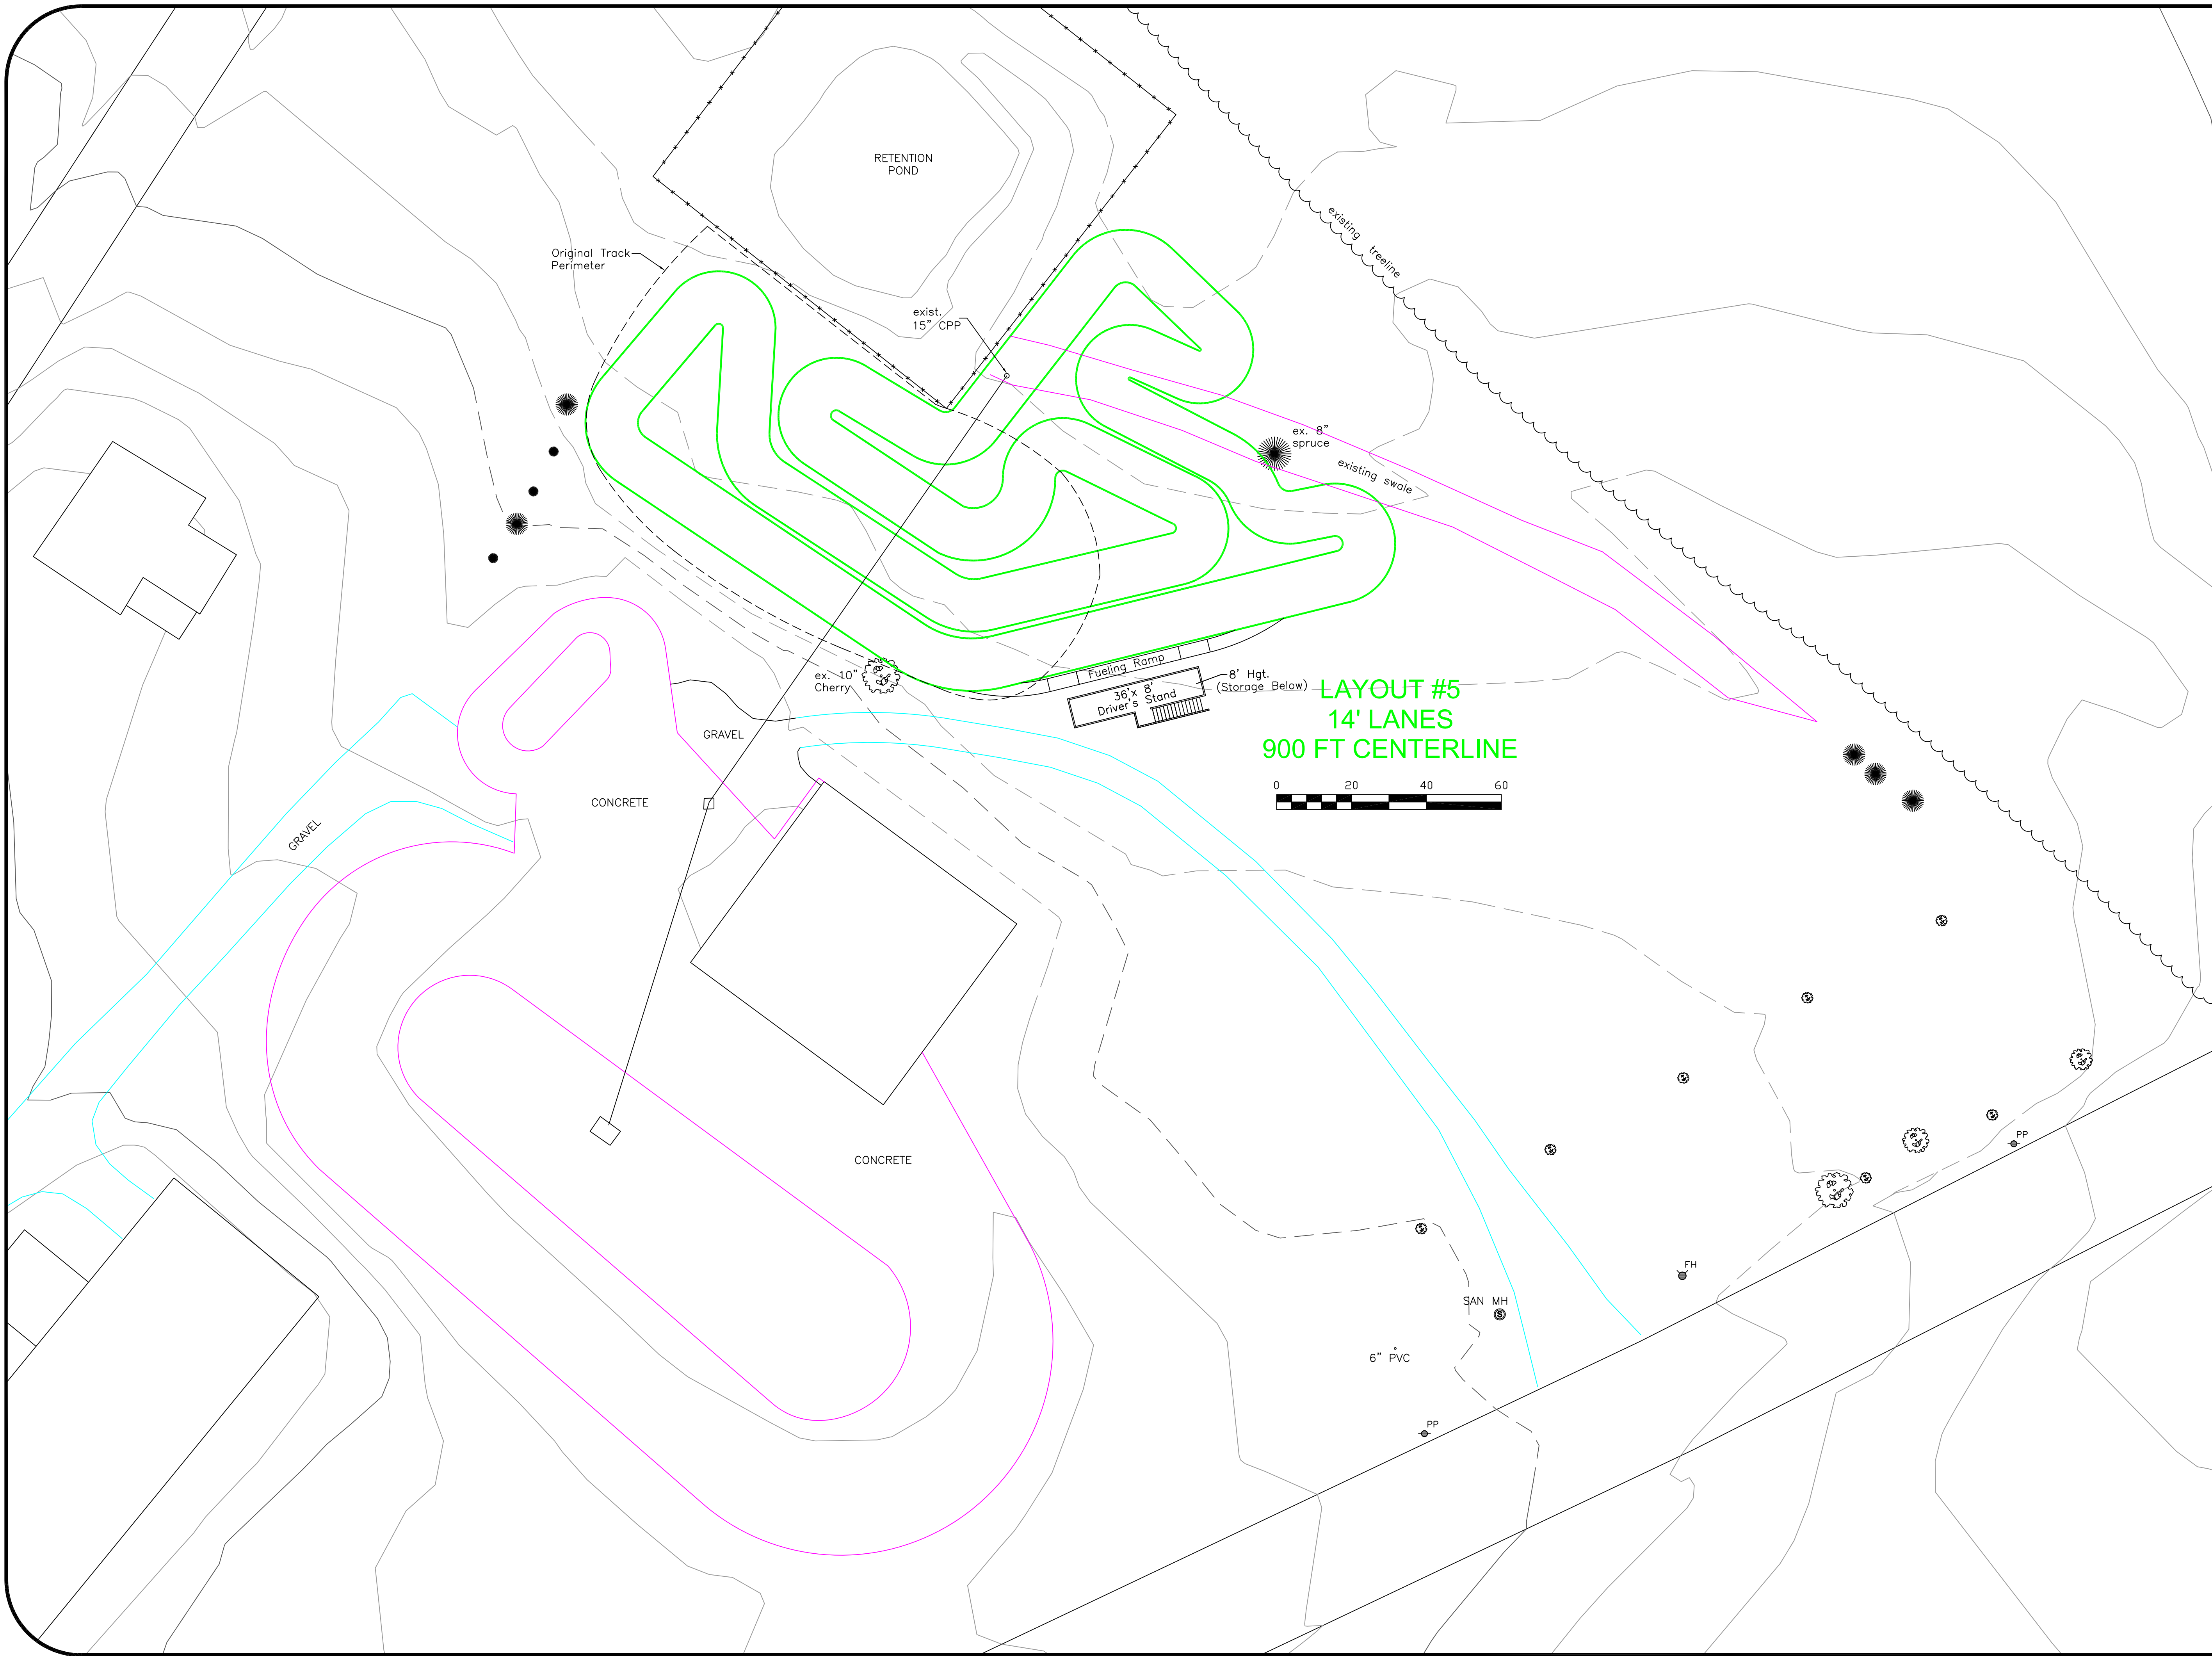 RETENTION
POND
Original Track
Perimeter
existing treeline
exist.
15" CPP
ex. 8"
spruce
existing swale
Fueling Ramp
36'x 8'
Driver's Stand
8' Hgt.
(Storage Below)
ex. 10"
Cherry
LAYOUT #5
14' LANES
900 FT CENTERLINE
GRAVEL
0 20 40 60
CONCRETE
GRAVEL
CONCRETE
PP
FH
SAN MH
S
6" PVC
PP